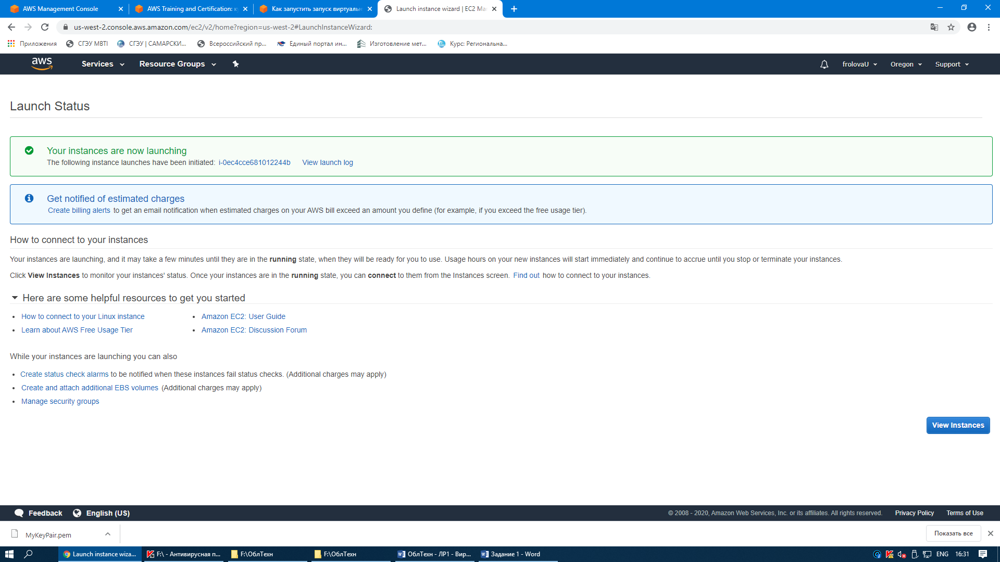 AWS Management Console
AWS Training and Certification: к
Как запустить запуск виртуальн
Launch instance wizard | EC2 Ma
us-west-2.console.aws.amazon.com/ec2/v2/home?region=us-west-2#LaunchInstanceWizard:
Приложения
СГЭУ МВТІ
СГЭУ | САМАРСКИ...
Всероссийский пр...
Единый портал ин...
Изготовление мет...
Курс: Региональна...
aws
Services
Resource Groups
frolovaU
Oregon
Support
Launch Status
Your instances are now launching
The following instance launches have been initiated: i-0ec4cce681012244b View launch log
Get notified of estimated charges
Create billing alerts to get an email notification when estimated charges on your AWS bill exceed an amount you define (for example, if you exceed the free usage tier).
How to connect to your instances
Your instances are launching, and it may take a few minutes until they are in the running state, when they will be ready for you to use. Usage hours on your new instances will start immediately and continue to accrue until you stop or terminate your instances.
Click View Instances to monitor your instances' status. Once your instances are in the running state, you can connect to them from the Instances screen. Find out how to connect to your instances.
Here are some helpful resources to get you started
• How to connect to your Linux instance
• Learn about AWS Free Usage Tier
• Amazon EC2: User Guide
• Amazon EC2: Discussion Forum
While your instances are launching you can also
• Create status check alarms to be notified when these instances fail status checks. (Additional charges may apply)
• Create and attach additional EBS volumes (Additional charges may apply)
• Manage security groups
View Instances
Feedback
English (US)
© 2008 - 2020, Amazon Web Services, Inc. or its affiliates. All rights reserved.
Privacy Policy
Terms of Use
MyKeyPair.pem
Показать все
Launch instance wiza...
F:\ - Антивирусная п...
F:\ОблТехн
F:\ОблТехн
ОблТехн - ЛР1 - Вир...
Задание 1 - Word
ENG
16:31